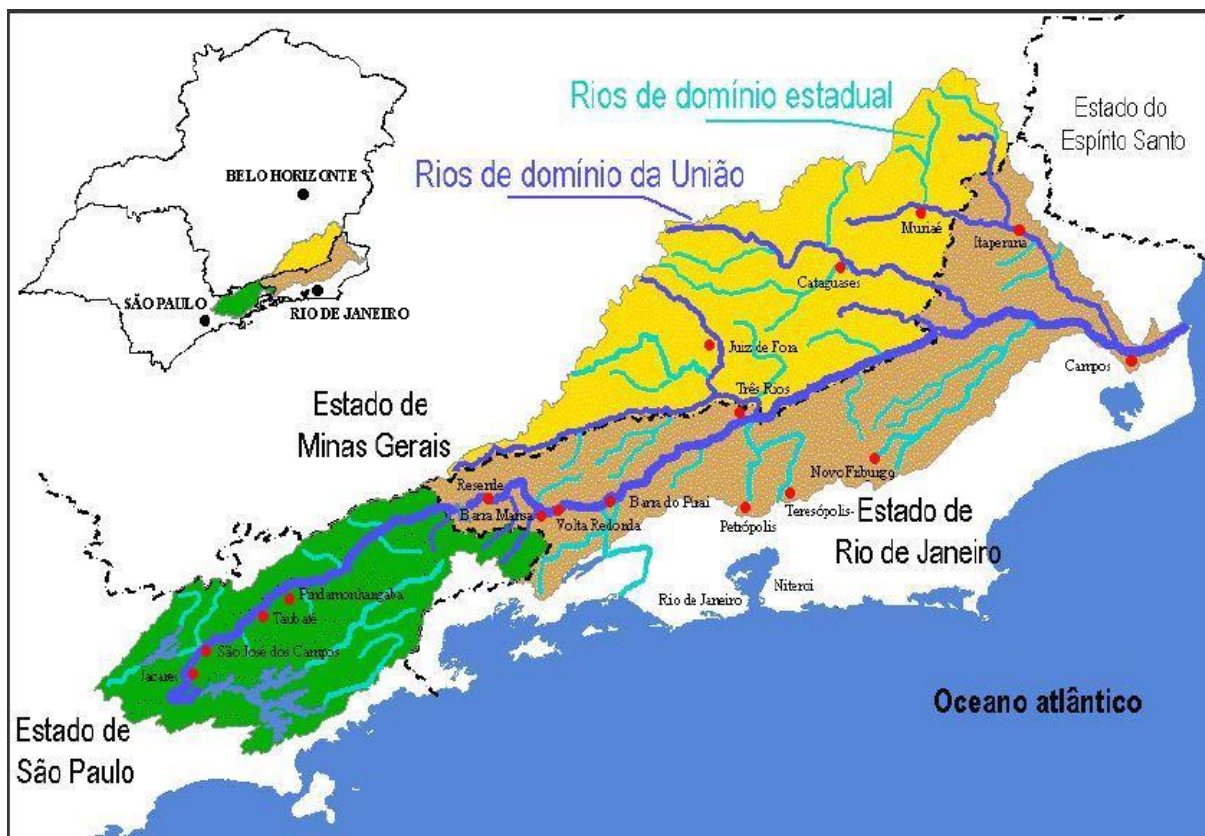 Rios de domínio estadual
Estado do
Espírito Santo
Rios de domínio da União
BELO HORIZONTE
Muriaé
Itaperuna
Cataguases
SÃO PAULO
RIO DE JANEIRO
Juiz de Fora
Campos
Três Rios
Estado de
Minas Gerais
Resende
Barra Mansa
Volta Redonda
Barra do Piraí
Petrópolis
Teresópolis
Novo Friburgo
Estado de
Rio de Janeiro
Rio de Janeiro
Niteroi
Pindamonhangaba
Taubaté
São Jose dos Campos
Jacarei
Oceano atlântico
Estado de
São Paulo